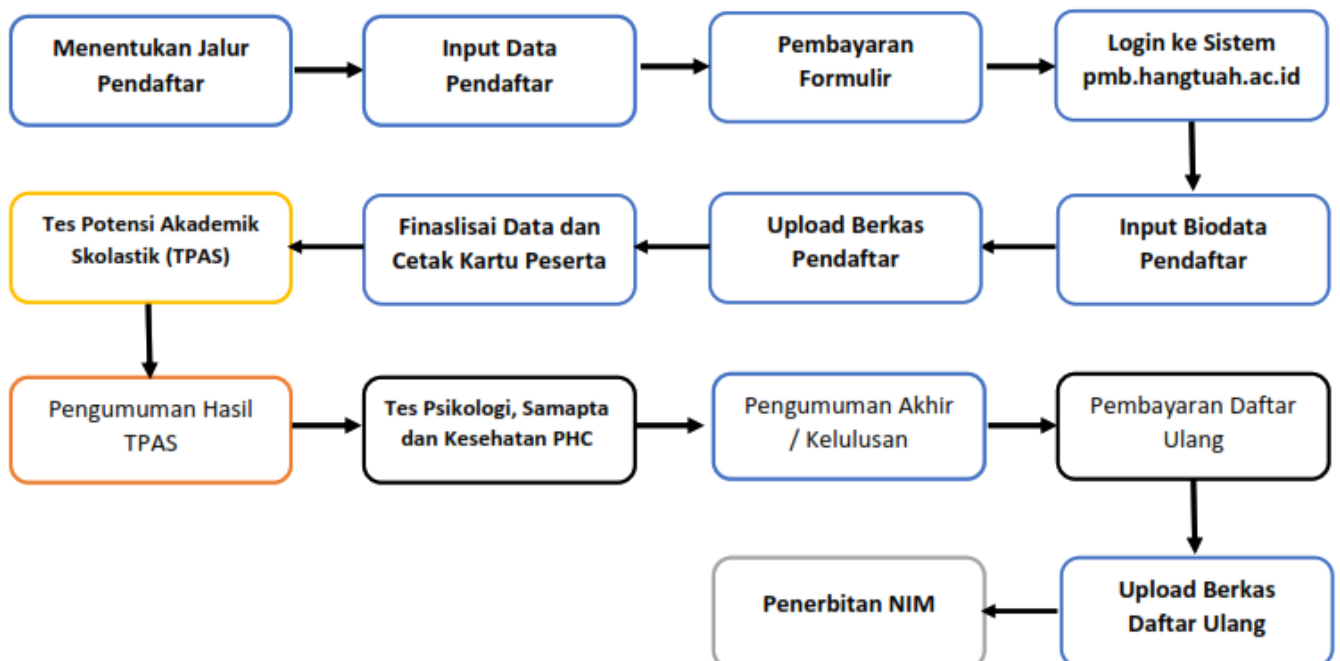 Menentukan Jalur
Pendaftar
Input Data
Pendaftar
Pembayaran
Formulir
Login ke Sistem
pmb.hangtuah.ac.id
Input Biodata
Pendaftar
Upload Berkas
Pendaftar
Finaslisai Data dan
Cetak Kartu Peserta
Tes Potensi Akademik
Skolastik (TPAS)
Pengumuman Hasil
TPAS
Tes Psikologi, Samapta
dan Kesehatan PHC
Pengumuman Akhir
/ Kelulusan
Pembayaran Daftar
Ulang
Upload Berkas
Daftar Ulang
Penerbitan NIM